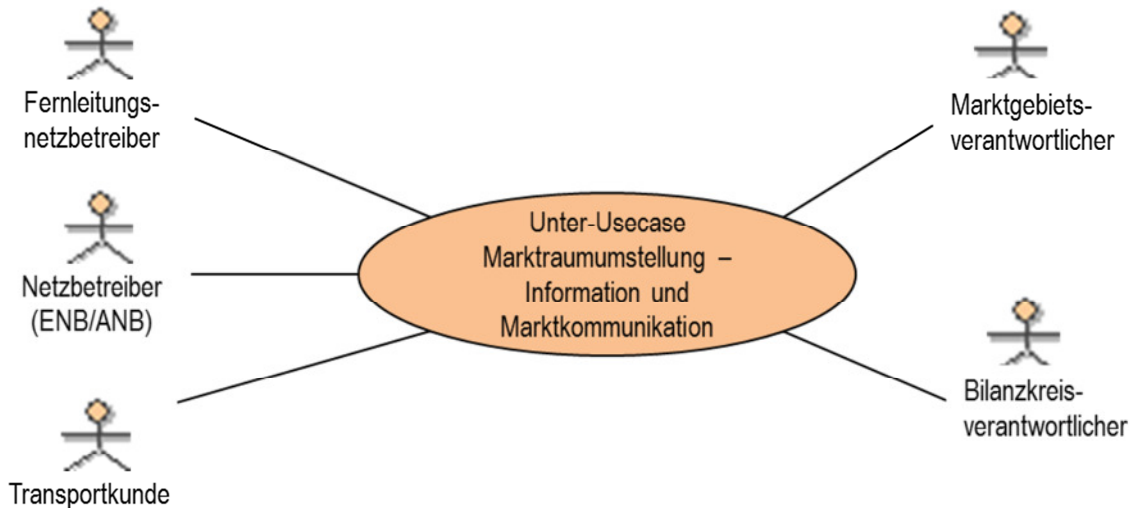 Fernleitungs-
netzbetreiber
Marktgebiets-
verantwortlicher
Unter-Usecase
Marktraumumstellung –
Information und
Marktkommunikation
Netzbetreiber
(ENB/ANB)
Bilanzkreis-
verantwortlicher
Transportkunde